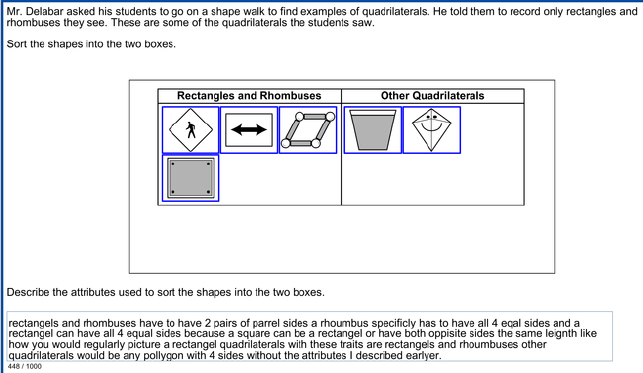 Mr. Delabar asked his students to go on a shape walk to find examples of quadrilaterals. He told them to record only rectangles and
rhombuses they see. These are some of the quadrilaterals the students saw.
Sort the shapes into the two boxes.
Rectangles and Rhombuses
Other Quadrilaterals
Describe the attributes used to sort the shapes into the two boxes.
rectangels and rhombuses have to have 2 pairs of parrel sides a rhoumbus specificly has to have all 4 eqal sides and a
rectangel can have all 4 equal sides because a square can be a rectangel or have both oppisite sides the same leignth like
how you would regularly picture a rectangel quadrilaterals with these traits are rectangels and rhoumbuses other
quadrilaterals would be any pollygon with 4 sides without the attributes I described earlyer.
448 / 1000